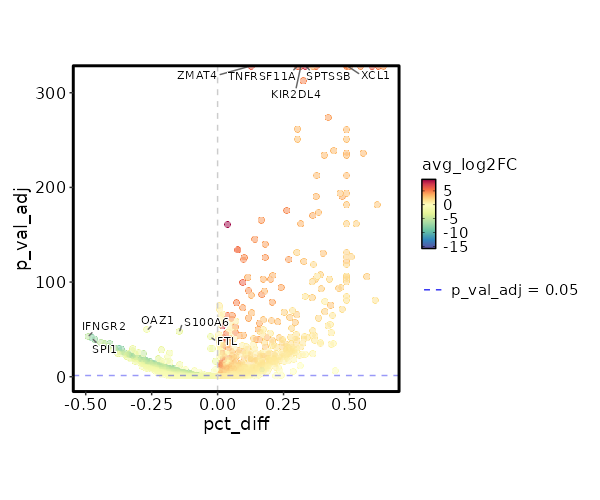 ZMAT4 TNFRSF11A SPTSSB XCL1
KIR2DL4
300
200
100
0
p_val_adj
IFNGR2 OAZ1 S100A6
SPI1 FTL
-0.50 -0.25 0.00 0.25 0.50
pct_diff
avg_log2FC
5
0
-5
-10
-15
p_val_adj = 0.05